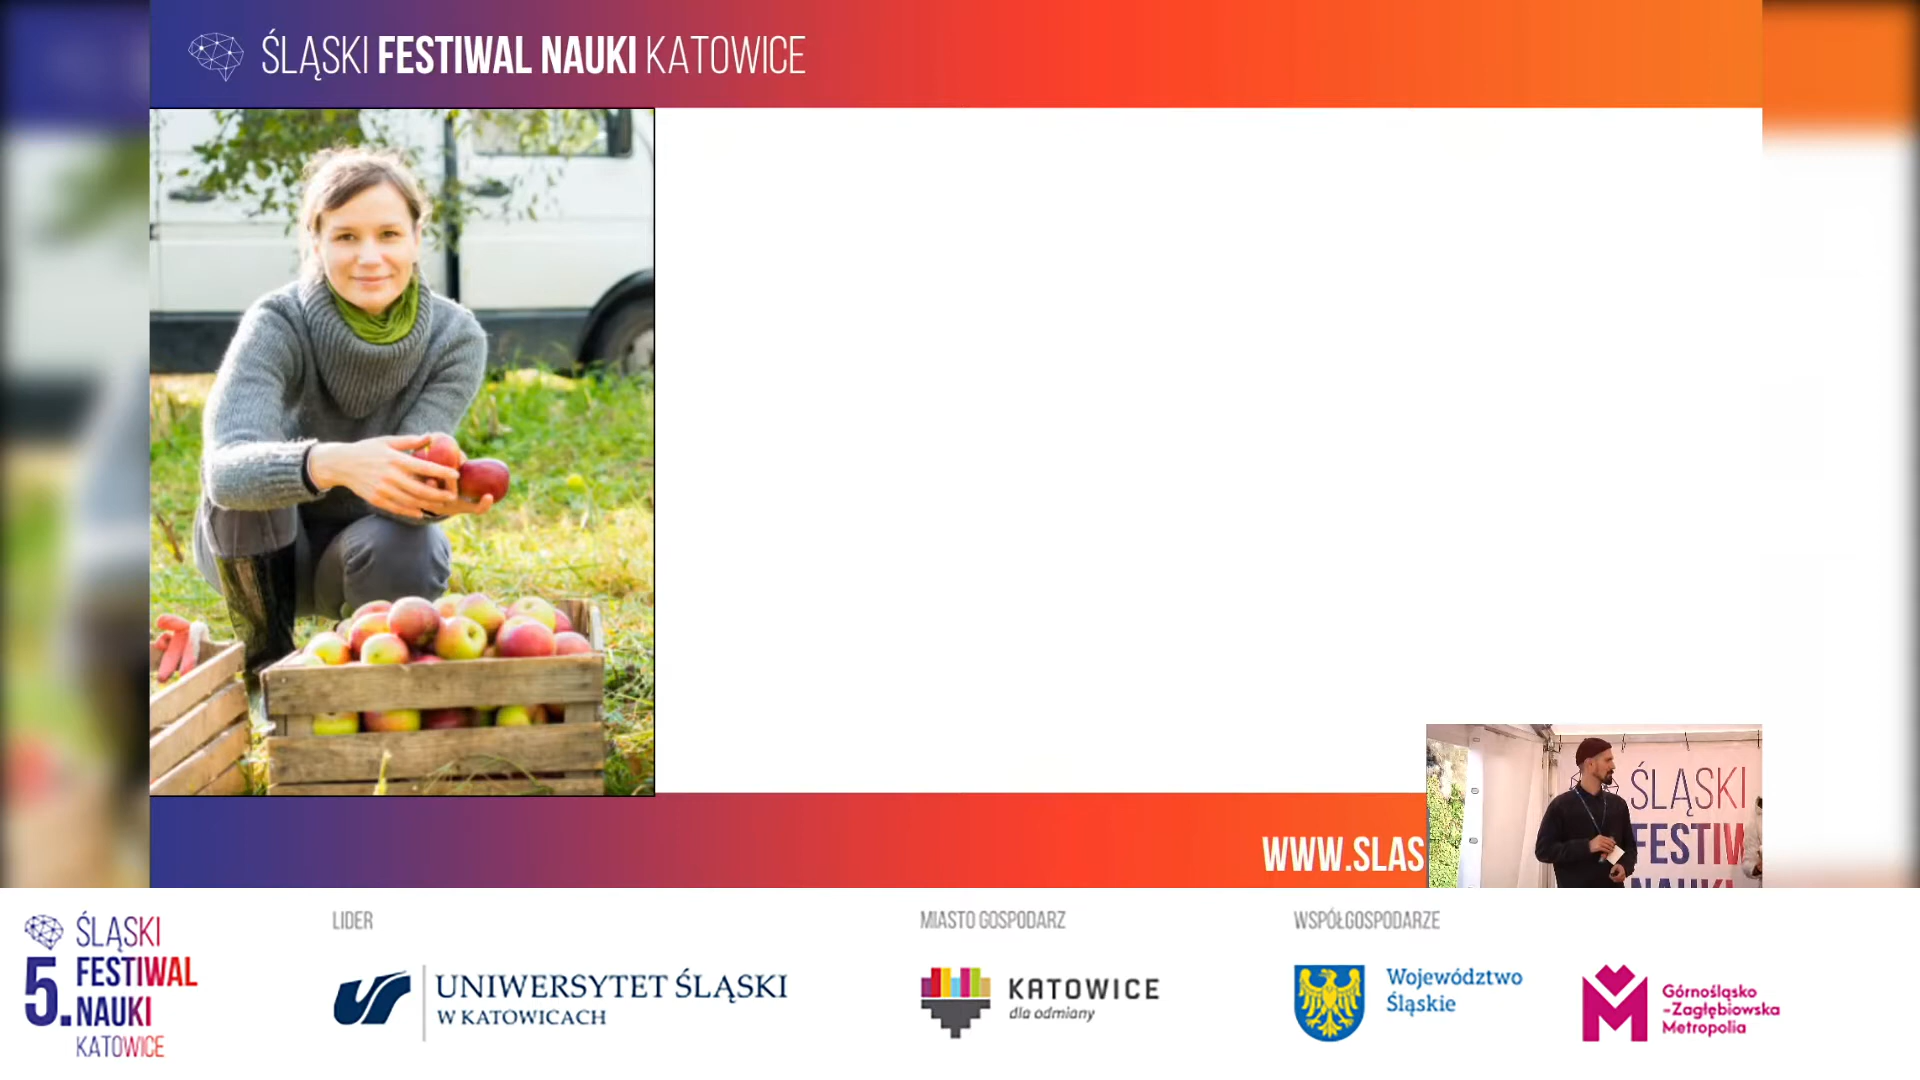 ŚLĄSKI FESTIWAL NAUKI KATOWICE
WWW.SLAS
ŚLĄSKI
FESTIW
NAUKI
ŚLĄSKI
5. FESTIWAL
NAUKI
KATOWICE
LIDER
UNIWERSYTET ŚLĄSKI
W KATOWICACH
MIASTO GOSPODARZ
KATOWICE
dla odmiany
WSPÓŁGOSPODARZE
Województwo
Śląskie
Górnośląsko
-Zagłębiowska
Metropolia